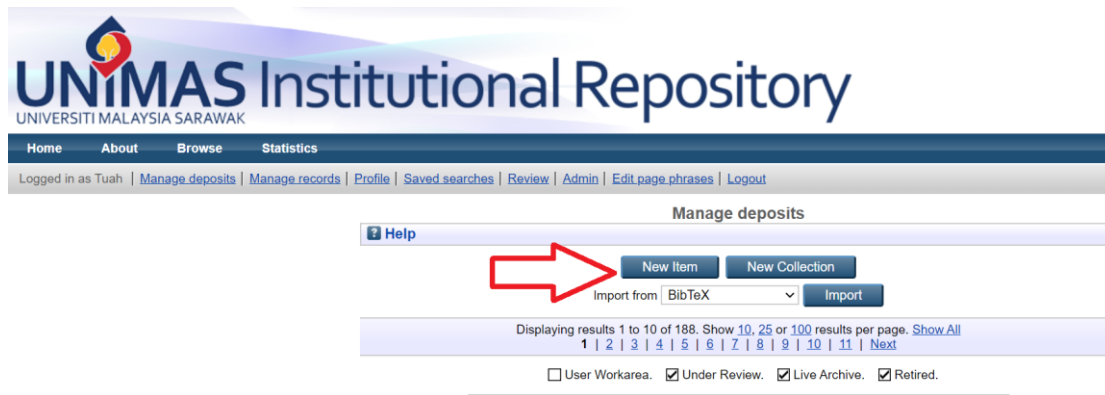 UNIMAS Institutional Repository
UNIVERSITI MALAYSIA SARAWAK
Home About Browse Statistics
Logged in as Tuah | Manage deposits | Manage records | Profile | Saved searches | Review | Admin | Edit page phrases | Logout
Manage deposits
? Help
New Item New Collection
Import from BibTeX Import
Displaying results 1 to 10 of 188. Show 10, 25 or 100 results per page. Show All
1 | 2 | 3 | 4 | 5 | 6 | 7 | 8 | 9 | 10 | 11 | Next
User Workarea. Under Review. Live Archive. Retired.